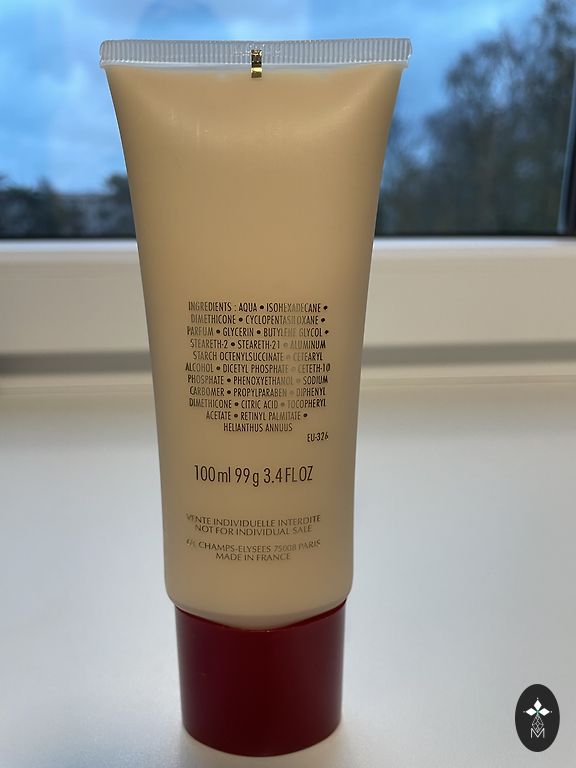 INGREDIENTS : AQUA • ISOHEXADECANE •
DIMETHICONE • CYCLOPENTASILOXANE •
PARFUM • GLYCERIN • BUTYLENE GLYCOL •
STEARETH-2 • STEARETH-21 • ALUMINUM
STARCH OCTENYLSUCCINATE • CETEARYL
ALCOHOL • DICETYL PHOSPHATE • CETETH-10
PHOSPHATE • PHENOXYETHANOL • SODIUM
CARBOMER • PROPYLPARABEN • DIPHENYL
DIMETHICONE • CITRIC ACID • TOCOPHERYL
ACETATE • RETINYL PALMITATE •
HELIANTHUS ANNUUS
EU-326
100 ml 99 g 3.4 FL OZ
VENTE INDIVIDUELLE INTERDITE
NOT FOR INDIVIDUAL SALE
CHAMPS-ELYSEES 75008 PARIS
MADE IN FRANCE
M